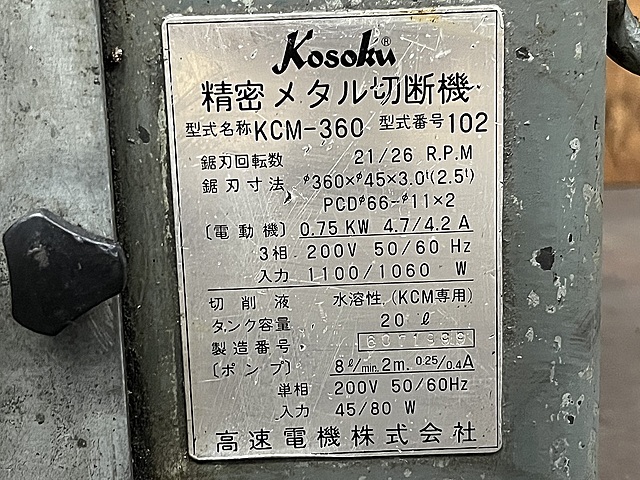 Kosoku®
精密メタル切断機
型式名称 KCM-360 型式番号 102
鋸刃回転数 21/26 R.P.M
鋸刃寸法 φ360×φ45×3.0t(2.5t)
PCDφ66-φ11×2
〔電動機〕 0.75 KW 4.7/4.2 A
3相 200V 50/60 Hz
入力 1100/1060 W
切削液 水溶性 (KCM専用)
タンク容量 20 ℓ
製造番号
〔ポンプ〕 8ℓ/min. 2m. 0.25/0.4A
単相 200V 50/60Hz
入力 45/80 W
高速電機株式会社